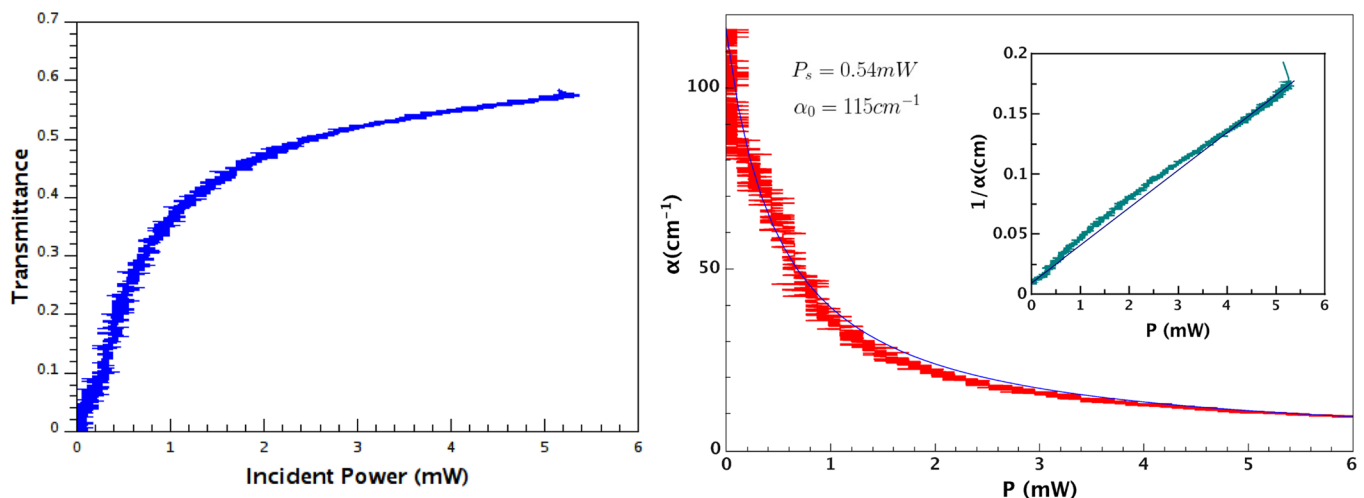 0.7
0.6
0.5
0.4
0.3
0.2
0.1
0
0 1 2 3 4 5 6
Transmittance
Incident Power (mW)
100
50
0
0 1 2 3 4 5 6
α(cm⁻¹)
P (mW)
P_s = 0.54mW
α_0 = 115cm⁻¹
0.2
0.15
0.1
0.05
0
0 1 2 3 4 5 6
1/α(cm)
P (mW)